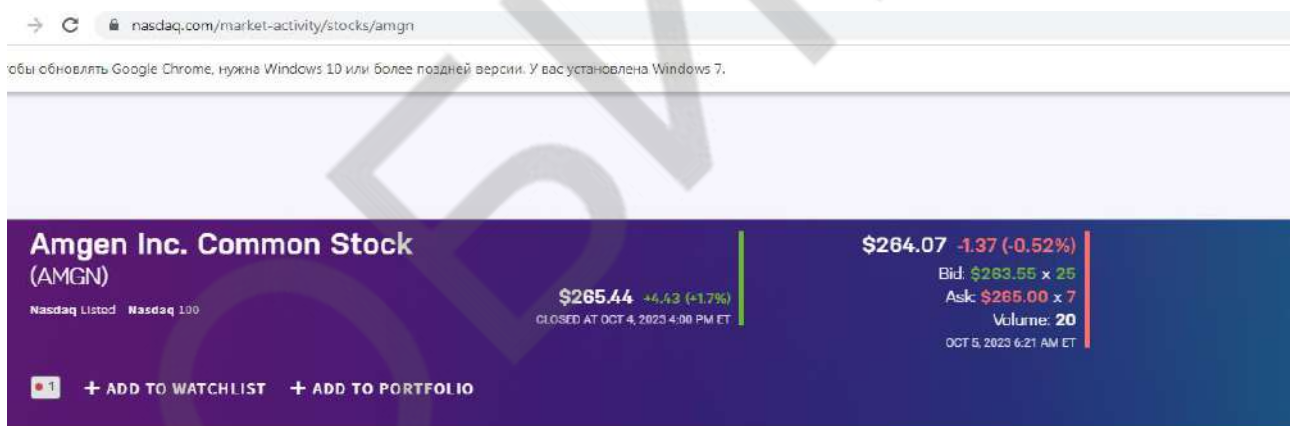 nasdaq.com/market-activity/stocks/amgn
тобы обновлять Google Chrome, нужна Windows 10 или более поздней версии. У вас установлена Windows 7.
Amgen Inc. Common Stock
(AMGN)
Nasdaq Listed Nasdaq 100
$265.44 +4.43 (+1.7%)
CLOSED AT OCT 4, 2023 4:00 PM ET
$264.07 -1.37 (-0.52%)
Bid: $263.55 x 25
Ask: $265.00 x 7
Volume: 20
OCT 5, 2023 6:21 AM ET
1
+ ADD TO WATCHLIST + ADD TO PORTFOLIO